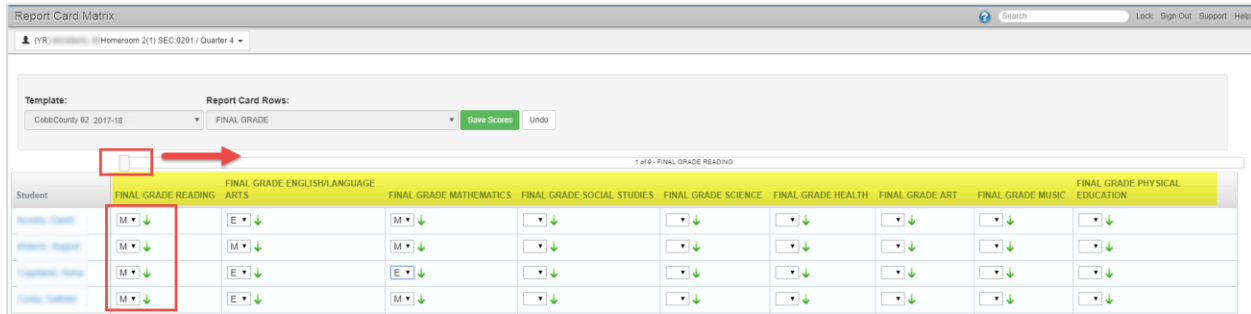 Report Card Matrix Search Lock Sign Out Support Help
(YR Homeroom 2(1) SEC:0201 / Quarter 4
Template: Report Card Rows:
CobbCounty 02 2017-18 FINAL GRADE Save Scores Undo
1 of 9 - FINAL GRADE READING
Student FINAL GRADE READING FINAL GRADE ENGLISH/LANGUAGE ARTS FINAL GRADE MATHEMATICS FINAL GRADE SOCIAL STUDIES FINAL GRADE SCIENCE FINAL GRADE HEALTH FINAL GRADE ART FINAL GRADE MUSIC FINAL GRADE PHYSICAL EDUCATION
M E M
M M M
M E E
M E M